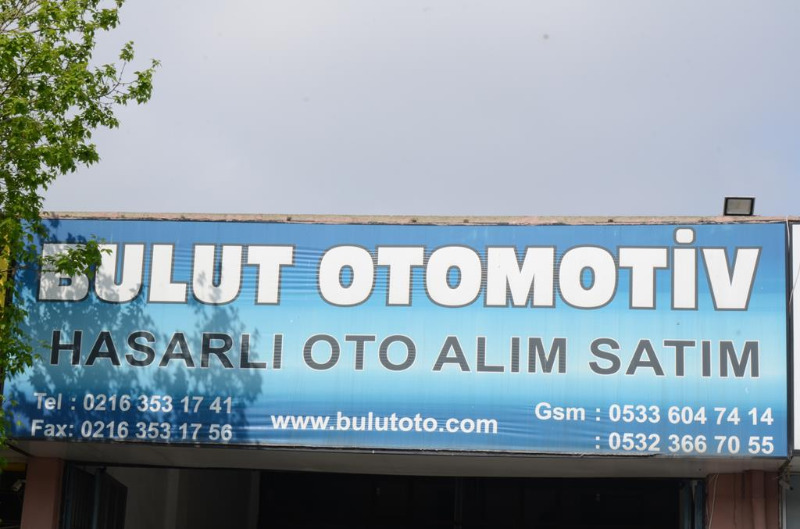 BULUT OTOMOTİV
HASARLI OTO ALIM SATIM
Tel : 0216 353 17 41
Fax: 0216 353 17 56
www.bulutoto.com
Gsm : 0533 604 74 14
: 0532 366 70 55